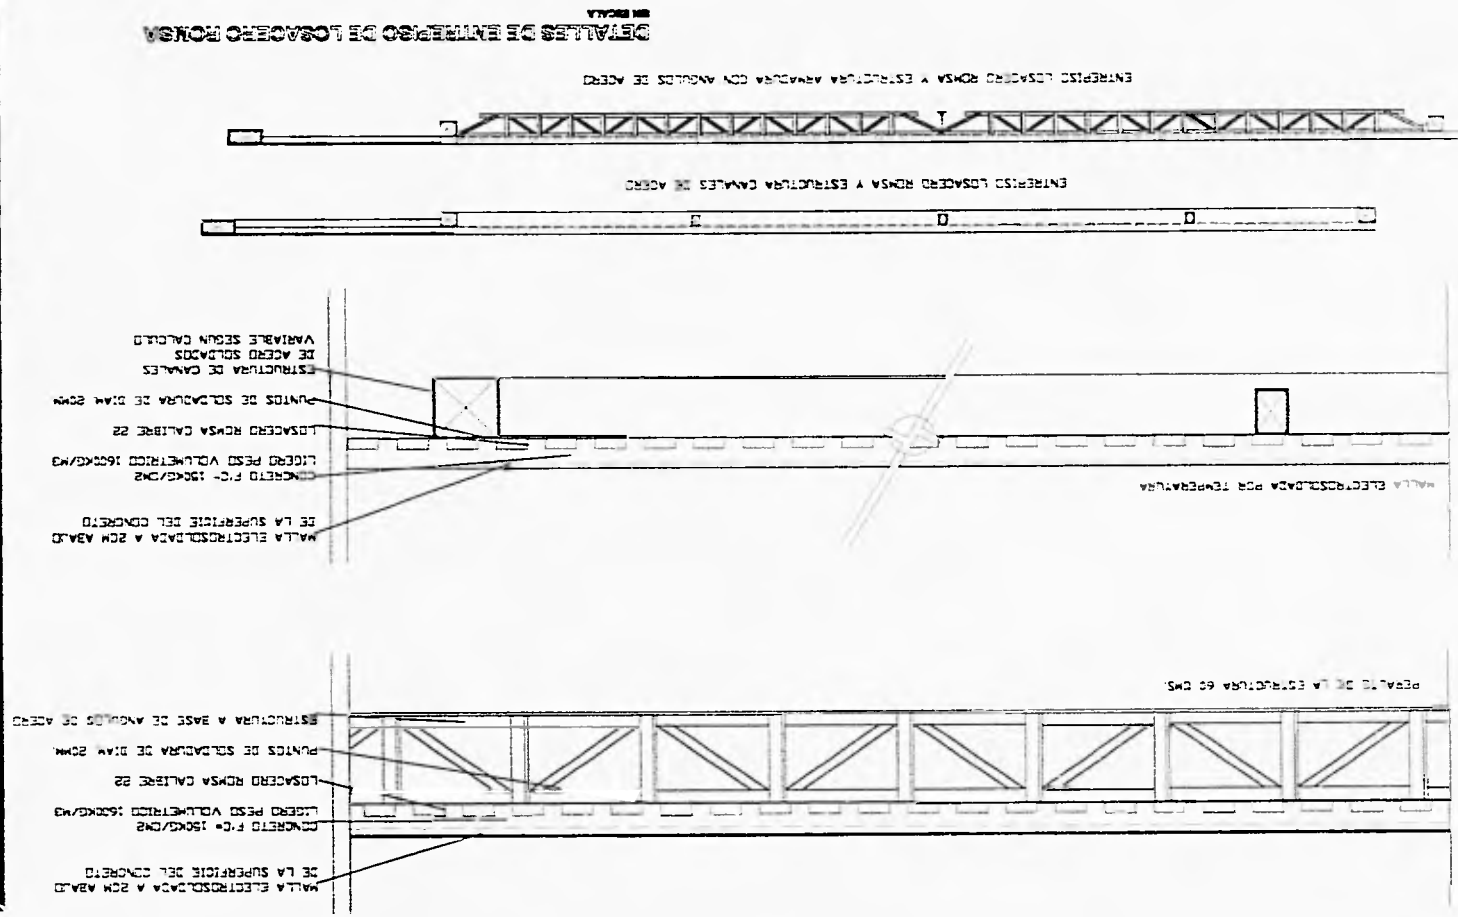 MALLA ELECTROSOLDADA A 2CM ABAJO
DE LA SUPERFICIE DEL CONCRETO
CONCRETO F'C= 150KG/CM2
LIGERO PESO VOLUMETRICO 1600KG/M3
LOSACERO ROMSA CALIBRE 22
PUNTOS DE SOLDADURA DE DIAM. 20MM.
ESTRUCTURA A BASE DE ANGULOS DE ACERO
PERALTE DE LA ESTRUCTURA 60 CMS.
MALLA ELECTROSOLDADA A 2CM ABAJO
DE LA SUPERFICIE DEL CONCRETO
MALLA ELECTROSOLDADA POR TEMPERATURA
CONCRETO F'C= 150KG/CM2
LIGERO PESO VOLUMETRICO 1600KG/M3
LOSACERO ROMSA CALIBRE 22
PUNTOS DE SOLDADURA DE DIAM. 20MM
ESTRUCTURA DE CANALES
DE ACERO SOLDADOS
VARIABLE SEGUN CALCULO
ENTREPISO LOSACERO ROMSA Y ESTRUCTURA CANALES DE ACERO
ENTREPISO LOSACERO ROMSA Y ESTRUCTURA ARMADURA CON ANGULOS DE ACERO
DETALLES DE ENTREPISO DE LOSACERO ROMSA
SIN ESCALA